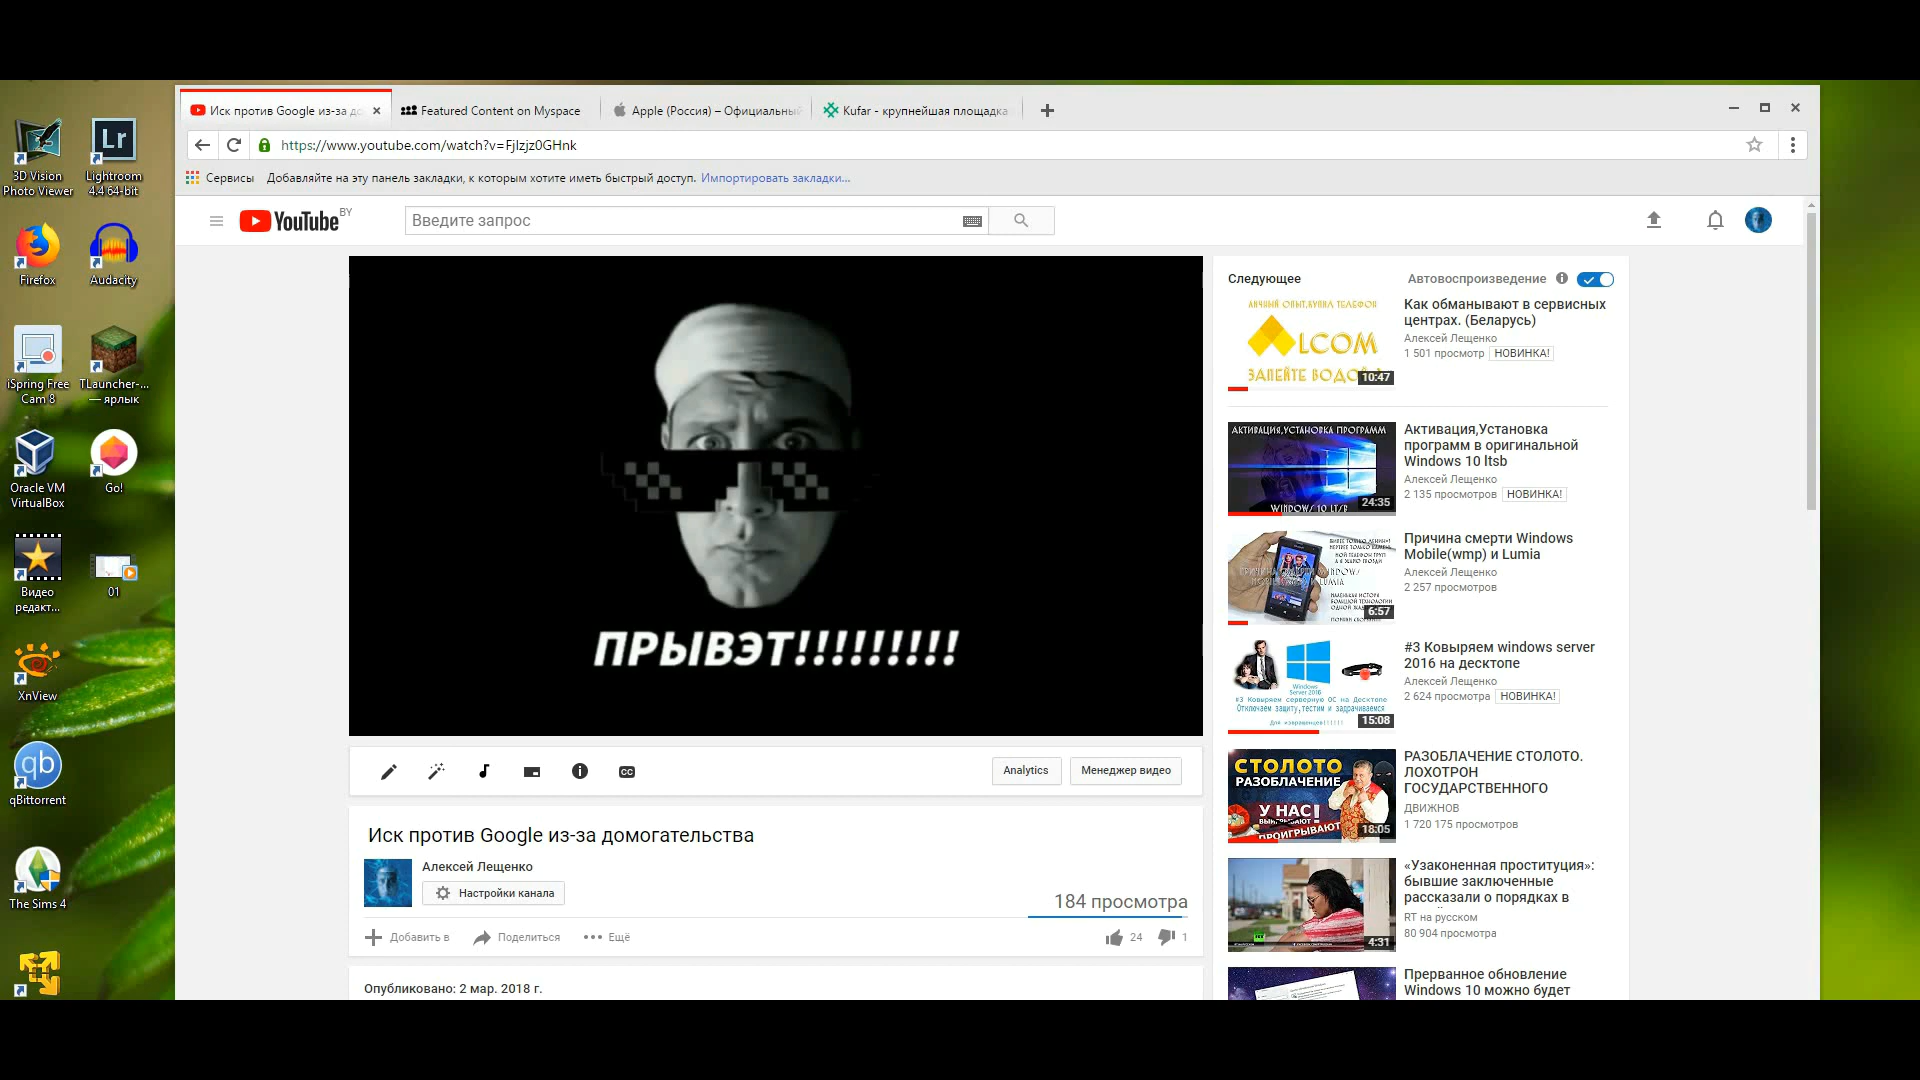 3D Vision
Photo Viewer
Lr
Lightroom
4.4 64-bit
Firefox
Audacity
iSpring Free
Cam 8
TLauncher-...
— ярлык
Oracle VM
VirtualBox
Go!
Видео
редакт...
01
XnView
qb
qBittorrent
The Sims 4
Иск против Google из-за до
Featured Content on Myspace
Apple (Россия) – Официальный
Kufar - крупнейшая площадка
https://www.youtube.com/watch?v=FjIzjz0GHnk
Сервисы
Добавляйте на эту панель закладки, к которым хотите иметь быстрый доступ.
Импортировать закладки...
YouTube BY
Введите запрос
ПРЫВЭТ!!!!!!!!!
CC
Analytics
Менеджер видео
Иск против Google из-за домогательства
Алексей Лещенко
Настройки канала
184 просмотра
Добавить в
Поделиться
Ещё
24
1
Опубликовано: 2 мар. 2018 г.
Следующее
Автовоспроизведение
ЛИЧНЫЙ ОПЫТ,КУПИЛ ТЕЛЕФОН
LCOM
ЗАПЕЙТЕ ВОДОЙ
10:47
Как обманывают в сервисных
центрах. (Беларусь)
Алексей Лещенко
1 501 просмотр
НОВИНКА!
АКТИВАЦИЯ,УСТАНОВКА ПРОГРАММ
WINDOWS 10 LTSB
24:35
Активация,Установка
программ в оригинальной
Windows 10 ltsb
Алексей Лещенко
2 135 просмотров
НОВИНКА!
6:57
Причина смерти Windows
Mobile(wmp) и Lumia
Алексей Лещенко
2 257 просмотров
Windows
Server 2016
#3 Ковыряем серверную ОС на Десктопе
Отключаем защиту,тестим и задрачиваемся
15:08
#3 Ковыряем windows server
2016 на десктопе
Алексей Лещенко
2 624 просмотра
НОВИНКА!
СТОЛОТО
РАЗОБЛАЧЕНИЕ
У НАС!
ВЫИГРЫВАЮТ
ПРОИГРЫВАЮТ
18:05
РАЗОБЛАЧЕНИЕ СТОЛОТО.
ЛОХОТРОН
ГОСУДАРСТВЕННОГО
ДВИЖНОВ
1 720 175 просмотров
4:31
«Узаконенная проституция»:
бывшие заключенные
рассказали о порядках в
RT на русском
80 904 просмотра
Прерванное обновление
Windows 10 можно будет